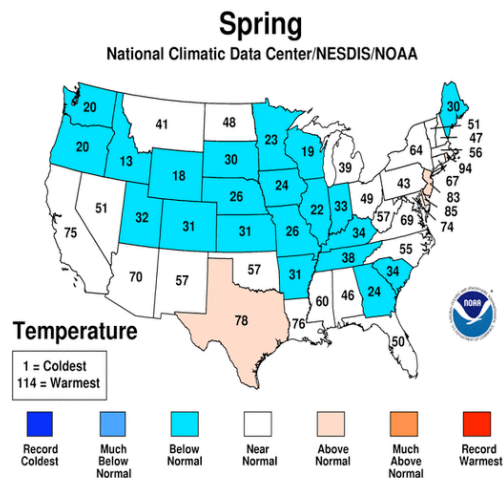 Spring
National Climatic Data Center/NESDIS/NOAA
20
41
48
23
30
51
47
56
94
67
83
85
74
20
13
18
30
19
39
64
43
75
51
32
31
26
24
22
33
49
57
69
31
26
34
55
70
57
57
31
38
34
78
76
60
46
24
50
NOAA
Temperature
1 = Coldest
114 = Warmest
Record
Coldest
Much
Below
Normal
Below
Normal
Near
Normal
Above
Normal
Much
Above
Normal
Record
Warmest